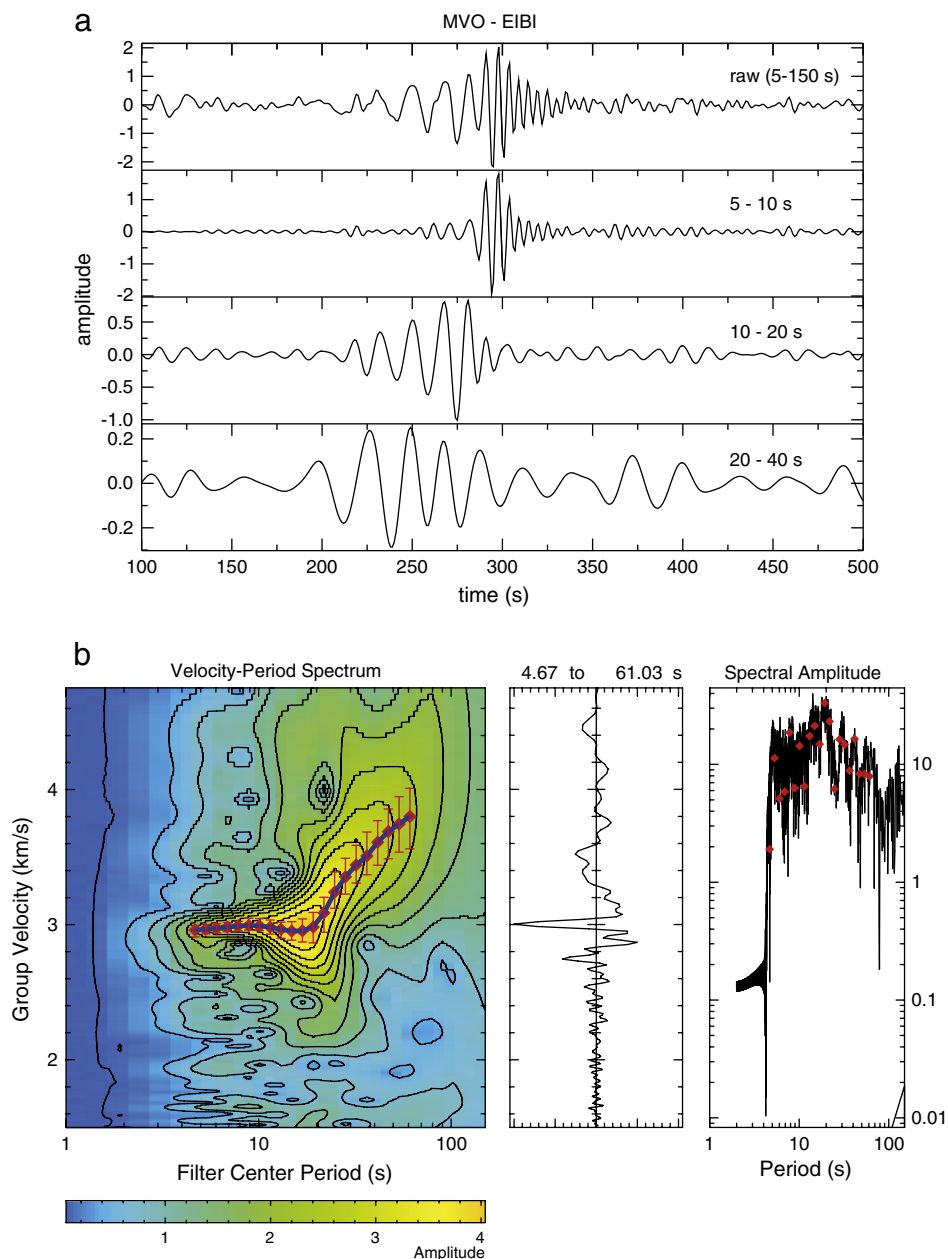 a
MVO - EIBI
2
1
0
-1
-2
raw (5-150 s)
1
0
-1
-2
5 - 10 s
0.5
0.0
-0.5
-1.0
10 - 20 s
0.2
0.0
-0.2
20 - 40 s
amplitude
100 150 200 250 300 350 400 450 500
time (s)
b
Velocity-Period Spectrum
4.67 to 61.03 s
Spectral Amplitude
Group Velocity (km/s)
4
3
2
1 10 100
Filter Center Period (s)
10
1
0.1
0.01
1 10 100
Period (s)
1 2 3 4
Amplitude